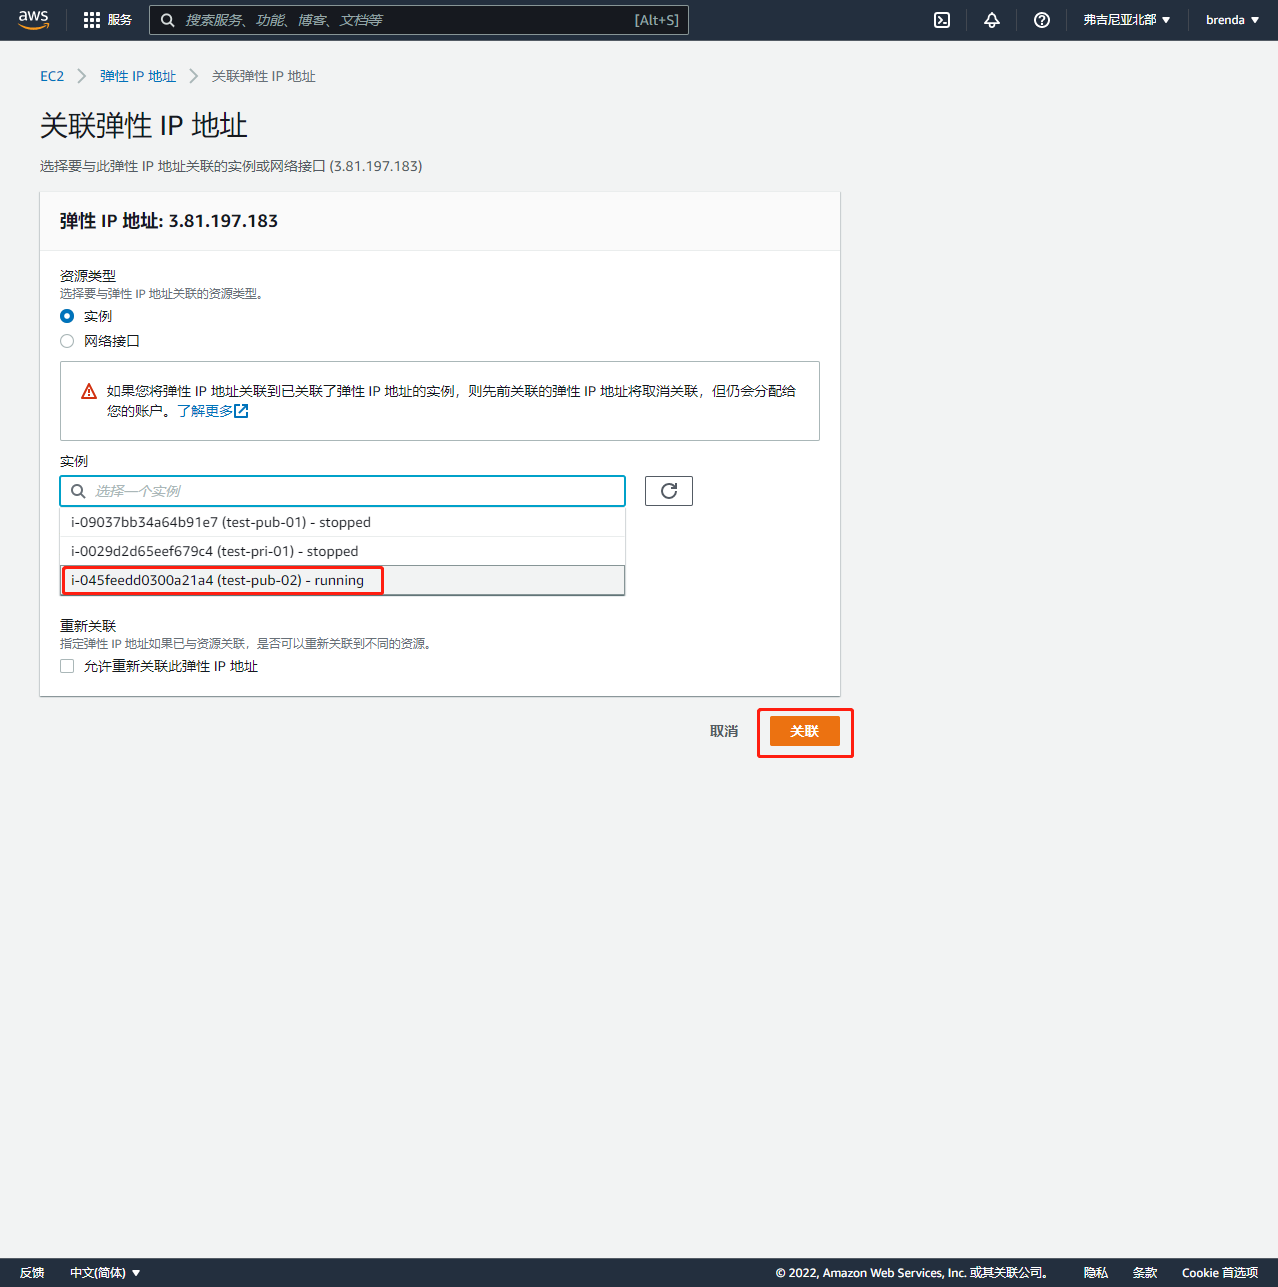 aws 服务 搜索服务、功能、博客、文档等 [Alt+S] 弗吉尼亚北部 brenda
EC2 弹性 IP 地址 关联弹性 IP 地址
关联弹性 IP 地址
选择要与此弹性 IP 地址关联的实例或网络接口 (3.81.197.183)
弹性 IP 地址: 3.81.197.183
资源类型
选择要与弹性 IP 地址关联的资源类型。
实例
网络接口
如果您将弹性 IP 地址关联到已关联了弹性 IP 地址的实例，则先前关联的弹性 IP 地址将取消关联，但仍会分配给
您的账户。了解更多
实例
选择一个实例
i-09037bb34a64b91e7 (test-pub-01) - stopped
i-0029d2d65eef679c4 (test-pri-01) - stopped
i-045feedd0300a21a4 (test-pub-02) - running
重新关联
指定弹性 IP 地址如果已与资源关联，是否可以重新关联到不同的资源。
允许重新关联此弹性 IP 地址
取消 关联
反馈 中文(简体) © 2022, Amazon Web Services, Inc. 或其关联公司。 隐私 条款 Cookie 首选项